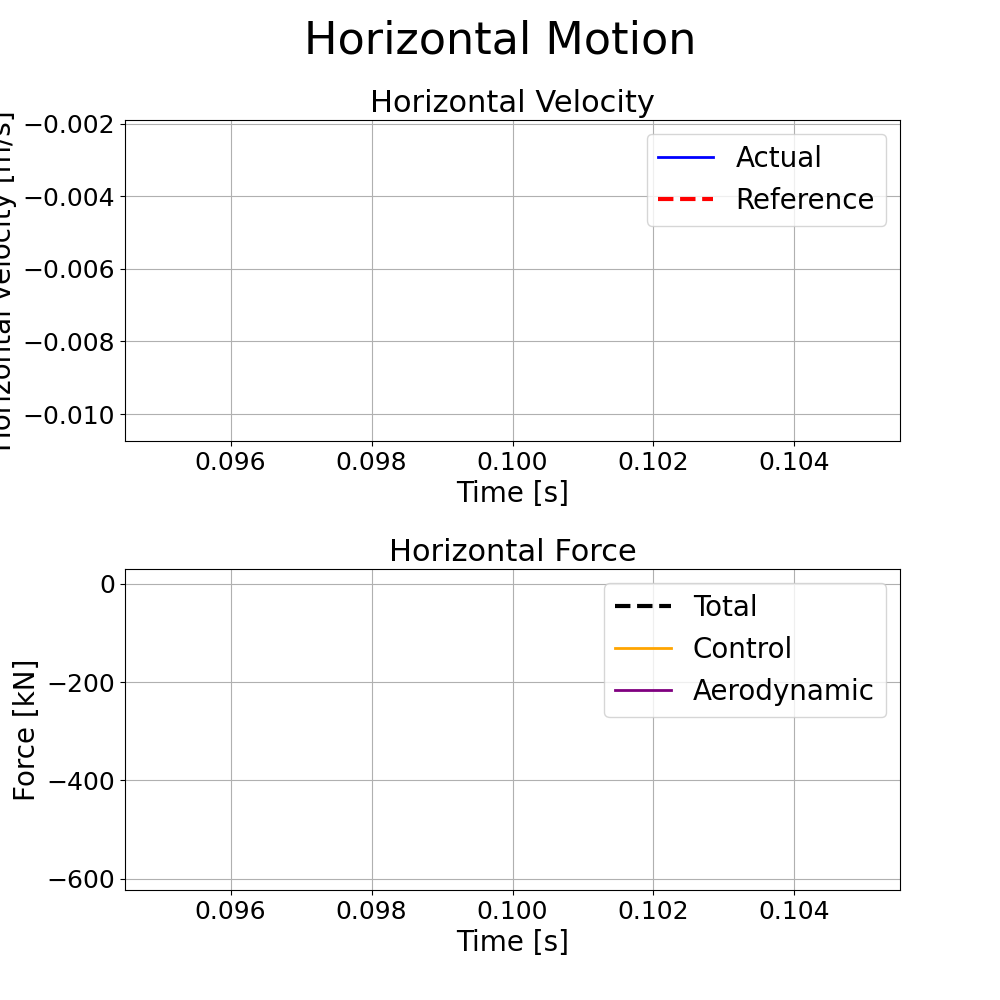 Horizontal Motion
Horizontal Velocity
Horizontal Velocity [m/s]
−0.002
−0.004
−0.006
−0.008
−0.010
Actual
Reference
0.096 0.098 0.100 0.102 0.104
Time [s]
Horizontal Force
Force [kN]
0
−200
−400
−600
Total
Control
Aerodynamic
0.096 0.098 0.100 0.102 0.104
Time [s]